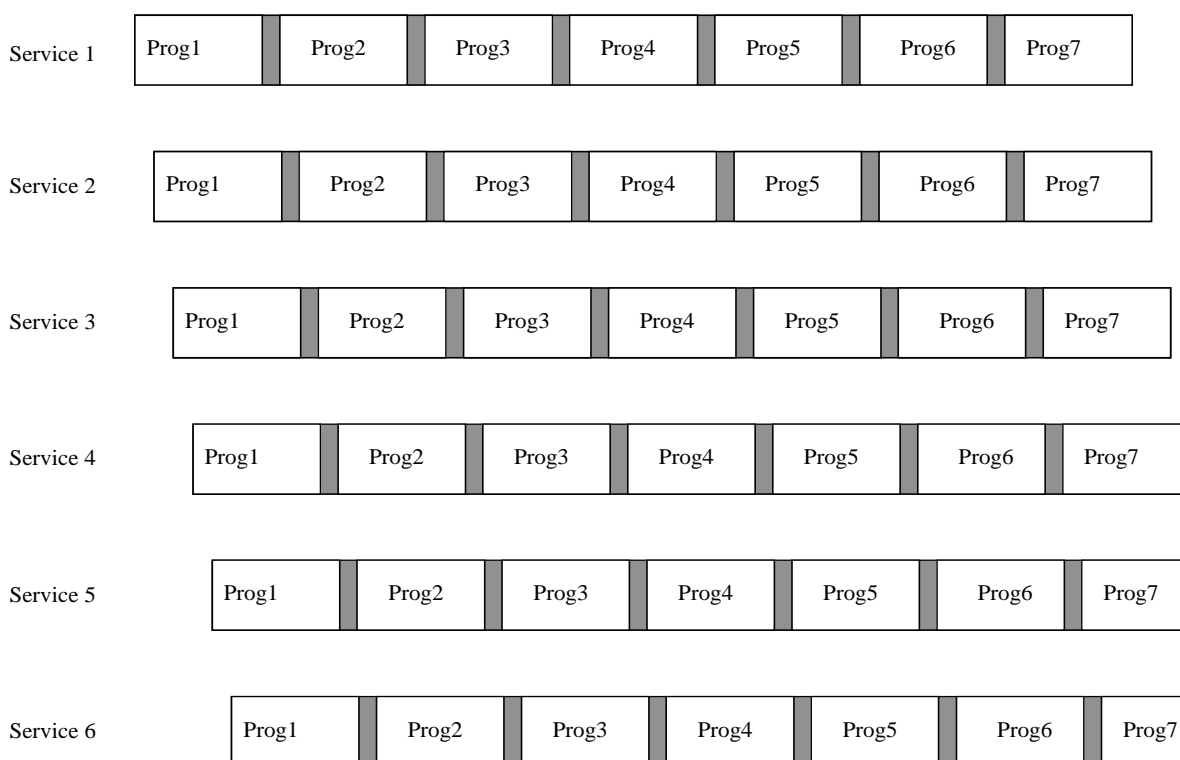 Service 1 Prog1 Prog2 Prog3 Prog4 Prog5 Prog6 Prog7
Service 2 Prog1 Prog2 Prog3 Prog4 Prog5 Prog6 Prog7
Service 3 Prog1 Prog2 Prog3 Prog4 Prog5 Prog6 Prog7
Service 4 Prog1 Prog2 Prog3 Prog4 Prog5 Prog6 Prog7
Service 5 Prog1 Prog2 Prog3 Prog4 Prog5 Prog6 Prog7
Service 6 Prog1 Prog2 Prog3 Prog4 Prog5 Prog6 Prog7